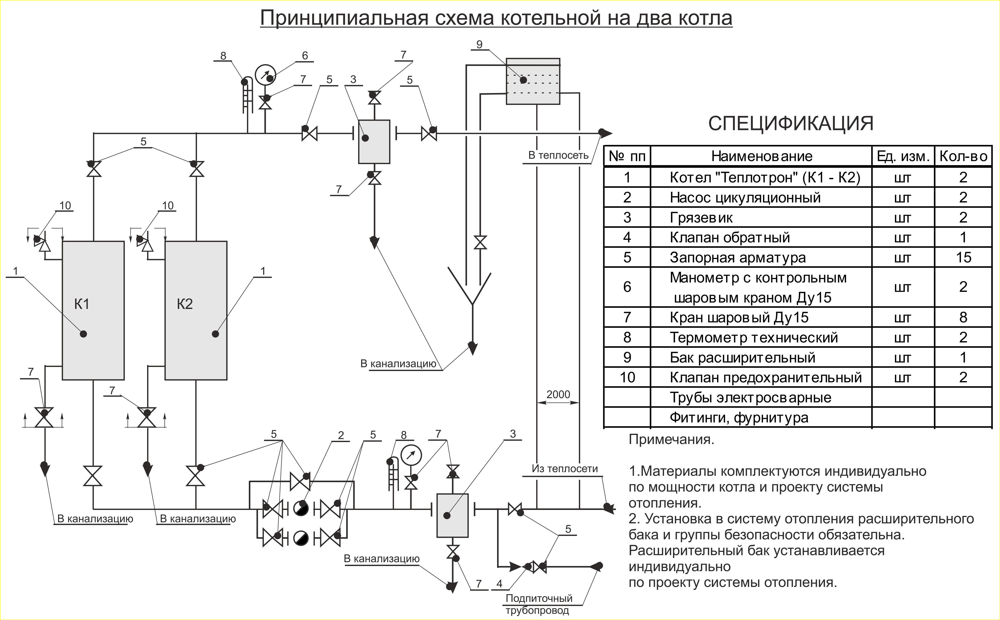 Принципиальная схема котельной на два котла
9
8
6
7
7
5
3
5
5
В теплосеть
7
10
10
1
1
К1
К2
В канализацию
7
7
2000
5
2
5
8
7
3
Из теплосети
В канализацию
В канализацию
5
В канализацию
7
4
Подпиточный
трубопровод
СПЕЦИФИКАЦИЯ
№ пп Наименование Ед. изм. Кол-во
1 Котел "Теплотрон" (К1 - К2) шт 2
2 Насос цикуляционный шт 2
3 Грязевик шт 2
4 Клапан обратный шт 1
5 Запорная арматура шт 15
6 Манометр с контрольным шт 2
шаровым краном Ду15
7 Кран шаровый Ду15 шт 8
8 Термометр технический шт 2
9 Бак расширительный шт 1
10 Клапан предохранительный шт 2
Трубы электросварные
Фитинги, фурнитура
Примечания.
1.Материалы комплектуются индивидуально
по мощности котла и проекту системы
отопления.
2. Установка в систему отопления расширительного
бака и группы безопасности обязательна.
Расширительный бак устанавливается
индивидуально
по проекту системы отопления.